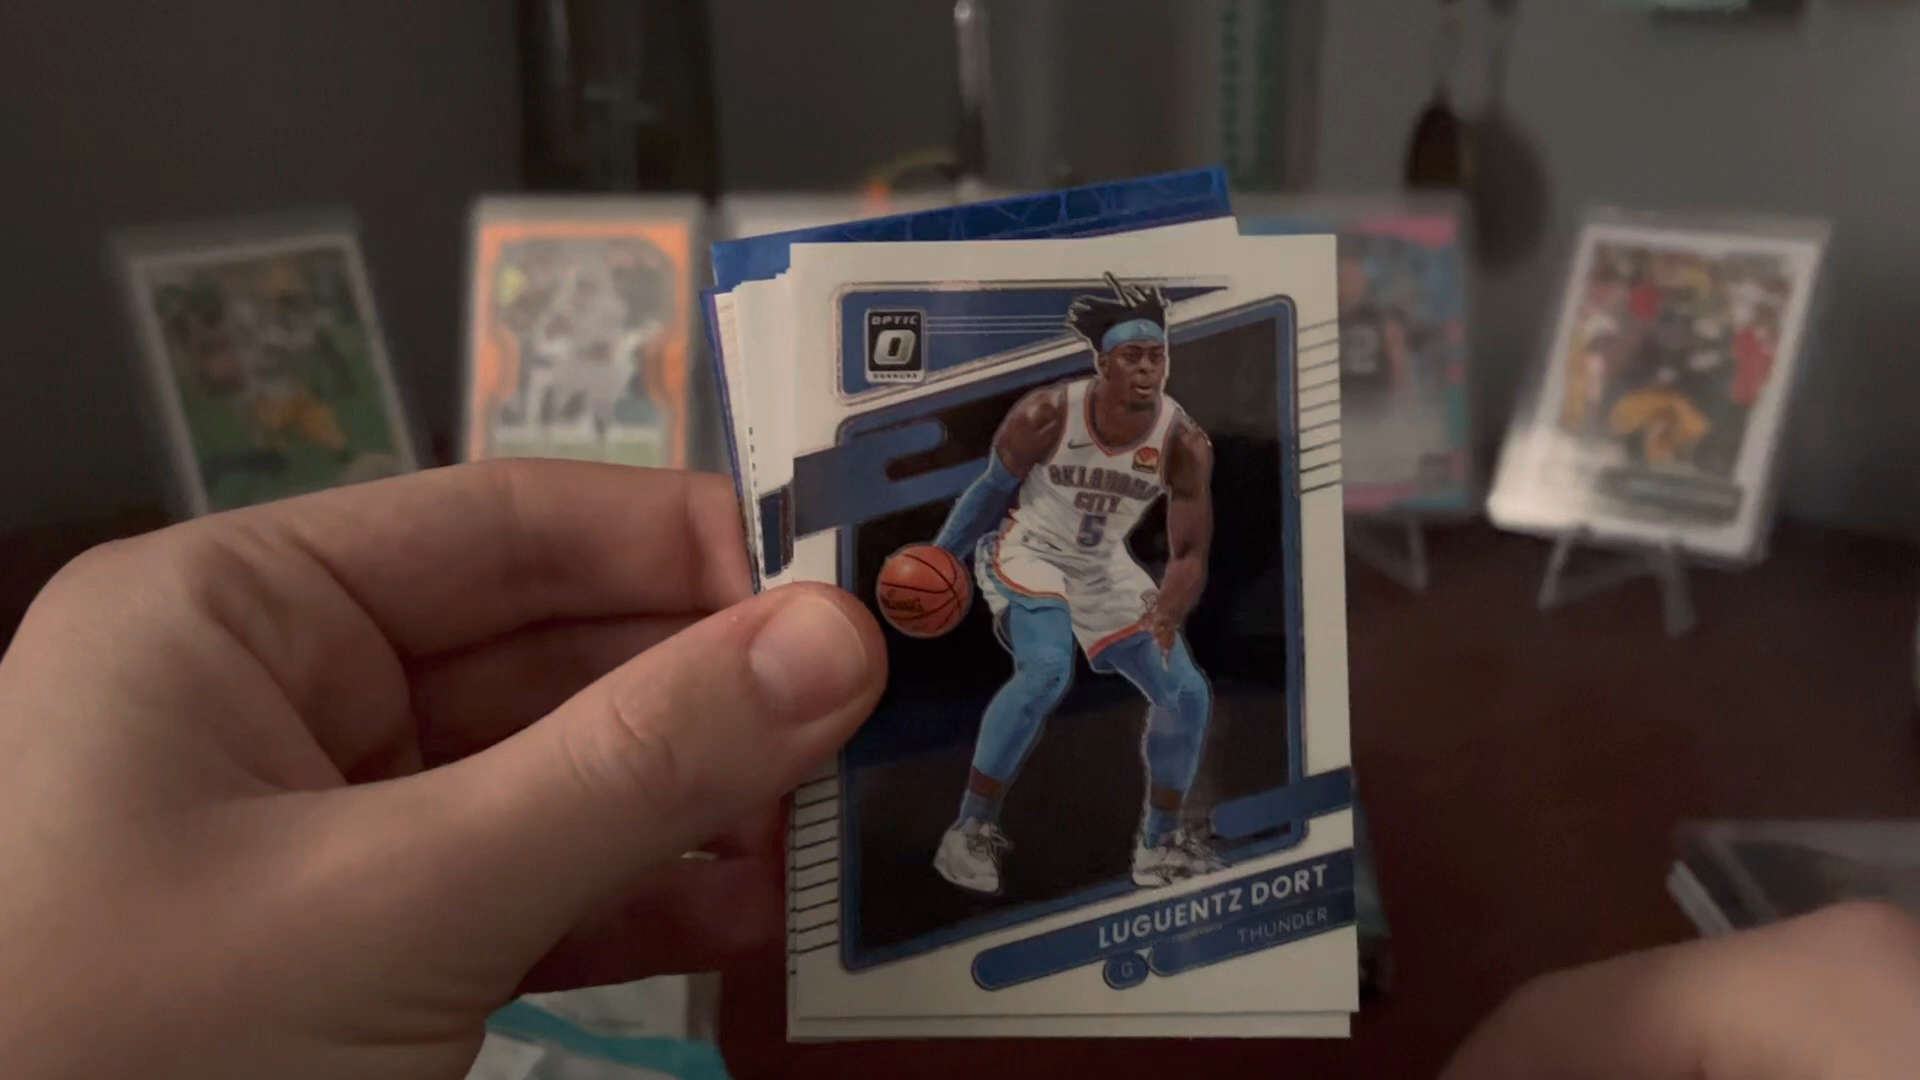 OPTIC
O
DONRUSS
OKLAHOMA
CITY
5
LUGUENTZ DORT
THUNDER
G